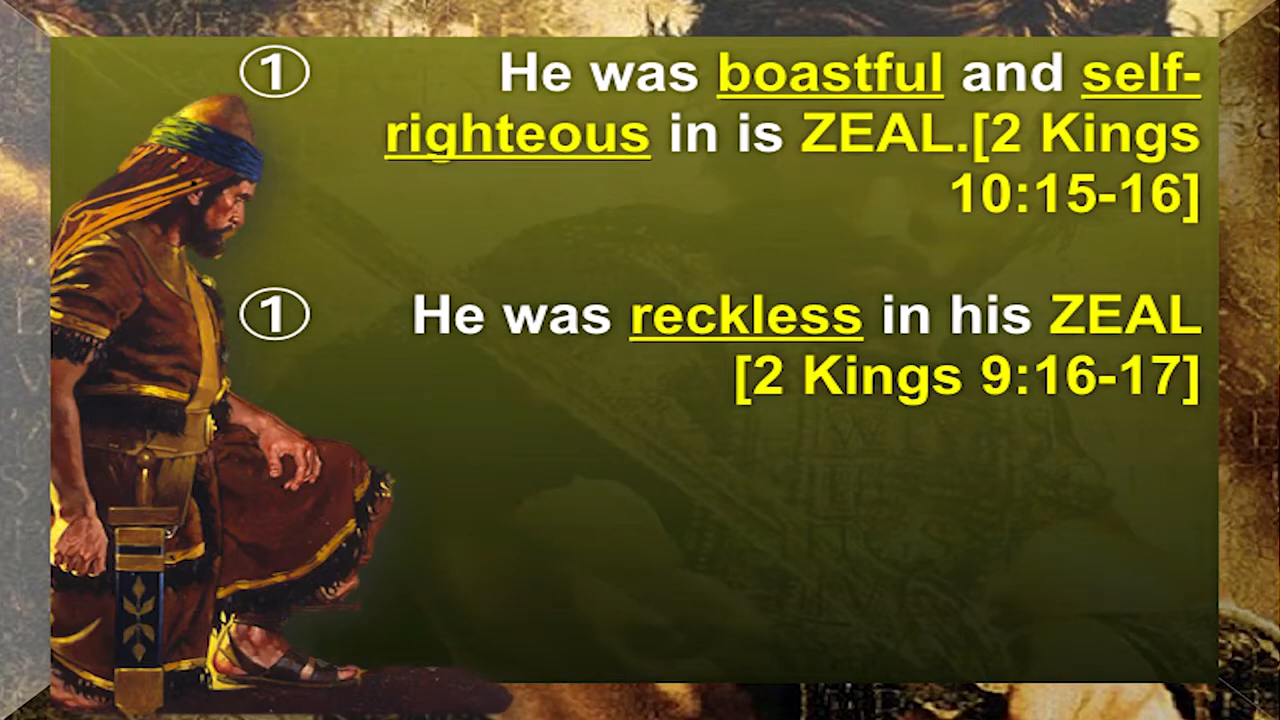 ① He was boastful and self-
righteous in is ZEAL.[2 Kings
10:15-16]
① He was reckless in his ZEAL
[2 Kings 9:16-17]